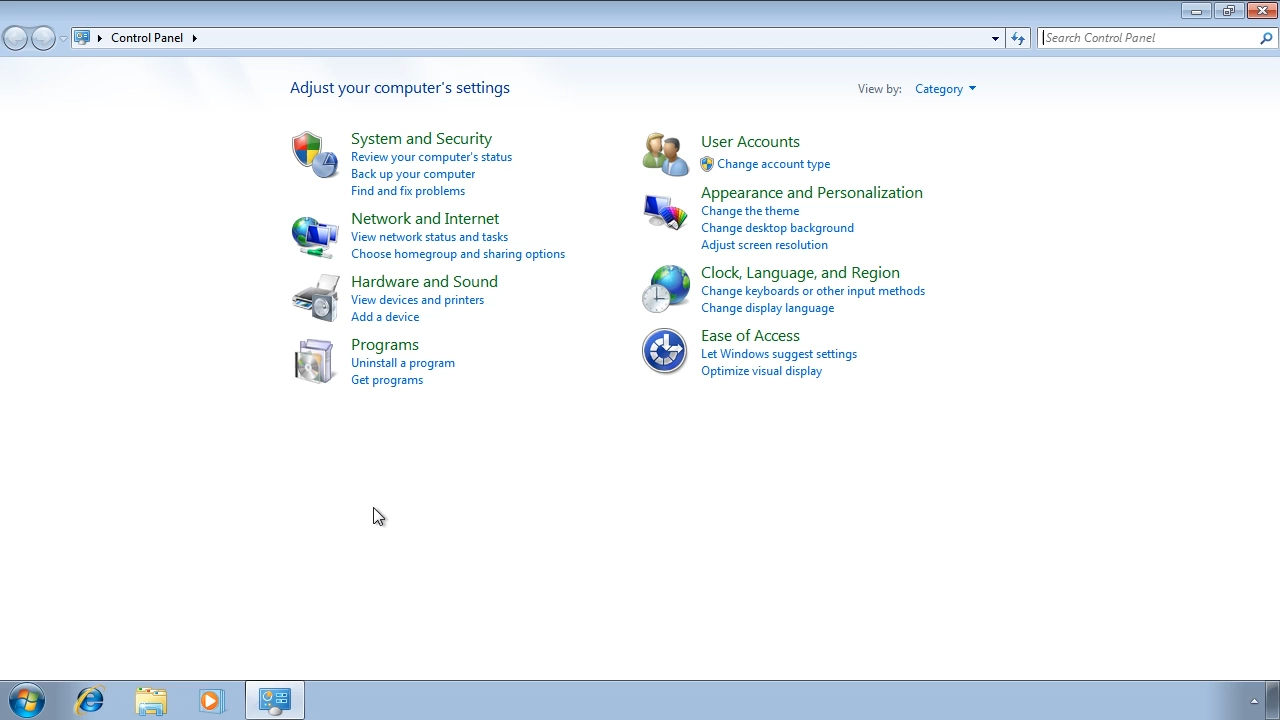 Control Panel
Search Control Panel
Adjust your computer's settings
View by: Category
System and Security
Review your computer's status
Back up your computer
Find and fix problems
Network and Internet
View network status and tasks
Choose homegroup and sharing options
Hardware and Sound
View devices and printers
Add a device
Programs
Uninstall a program
Get programs
User Accounts
Change account type
Appearance and Personalization
Change the theme
Change desktop background
Adjust screen resolution
Clock, Language, and Region
Change keyboards or other input methods
Change display language
Ease of Access
Let Windows suggest settings
Optimize visual display